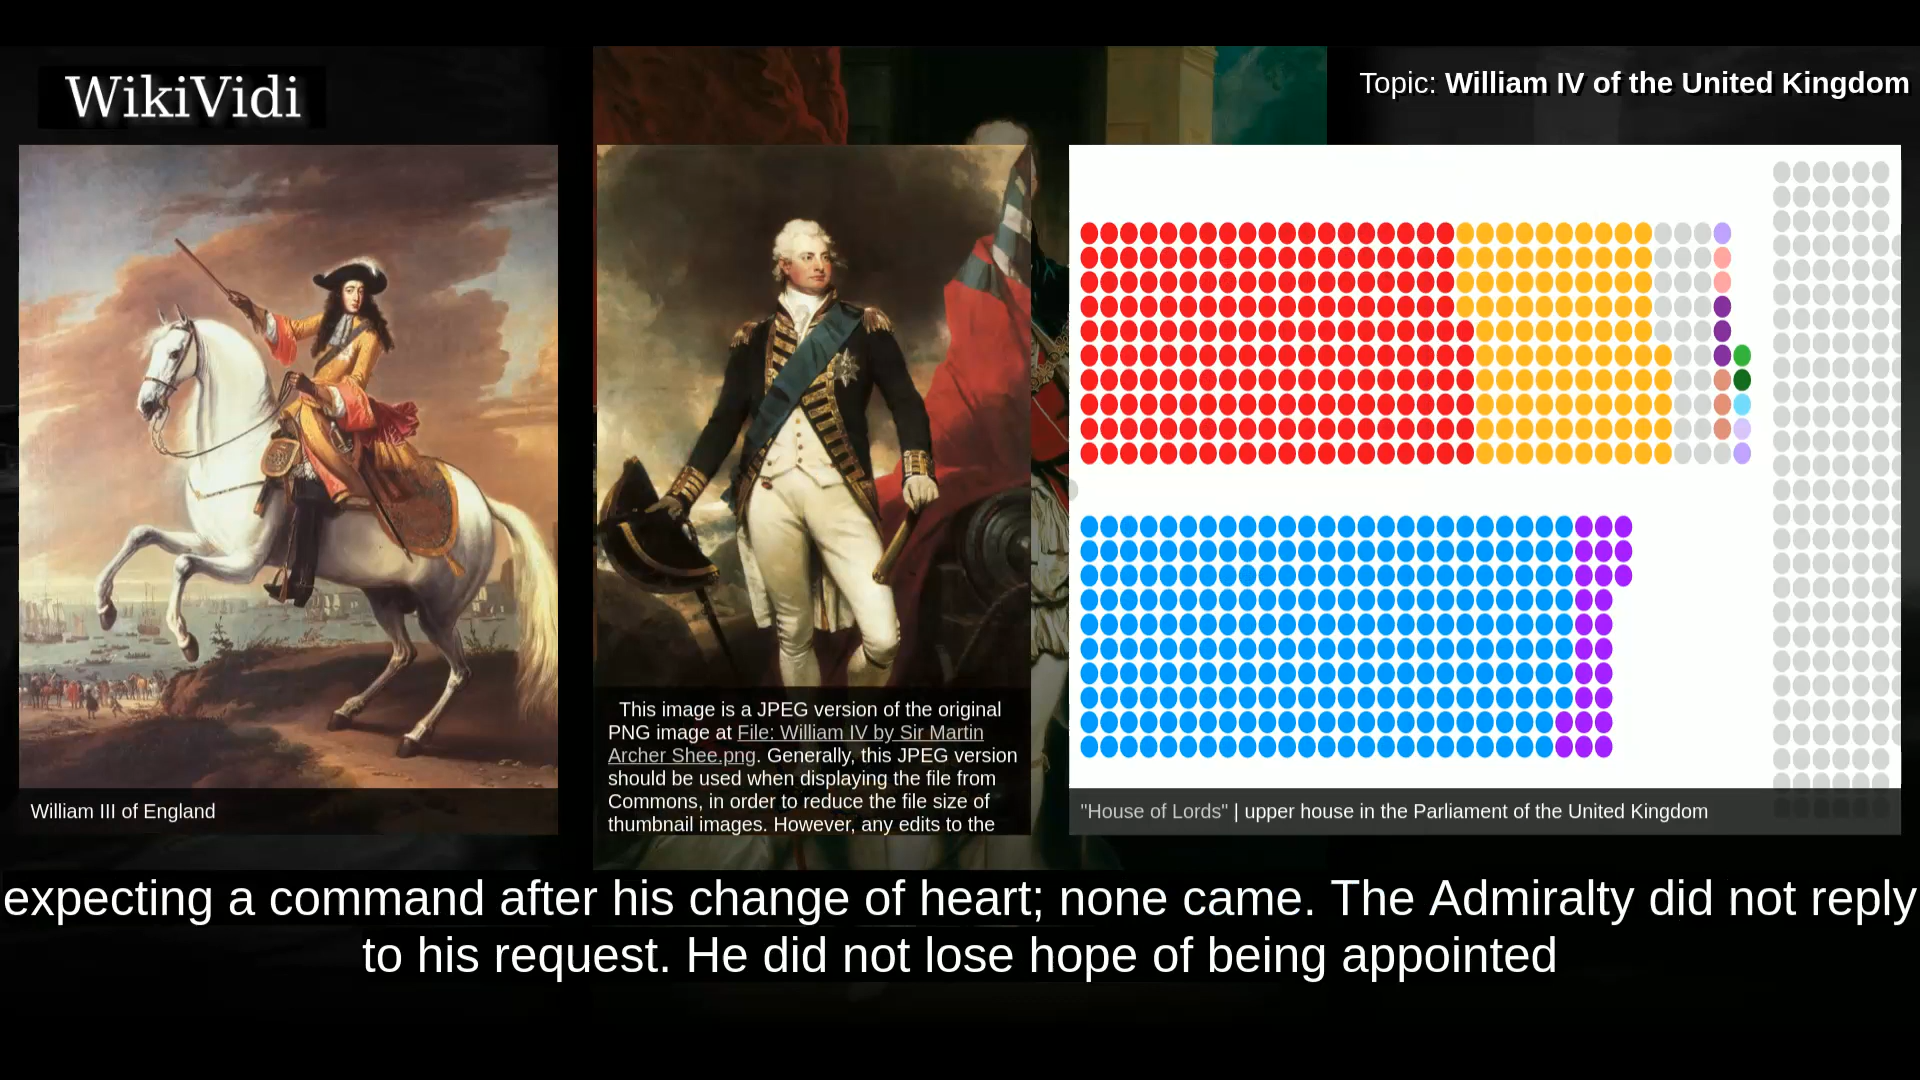 WikiVidi
Topic: William IV of the United Kingdom
William III of England
This image is a JPEG version of the original
PNG image at File: William IV by Sir Martin
Archer Shee.png. Generally, this JPEG version
should be used when displaying the file from
Commons, in order to reduce the file size of
thumbnail images. However, any edits to the
"House of Lords" | upper house in the Parliament of the United Kingdom
expecting a command after his change of heart; none came. The Admiralty did not reply
to his request. He did not lose hope of being appointed